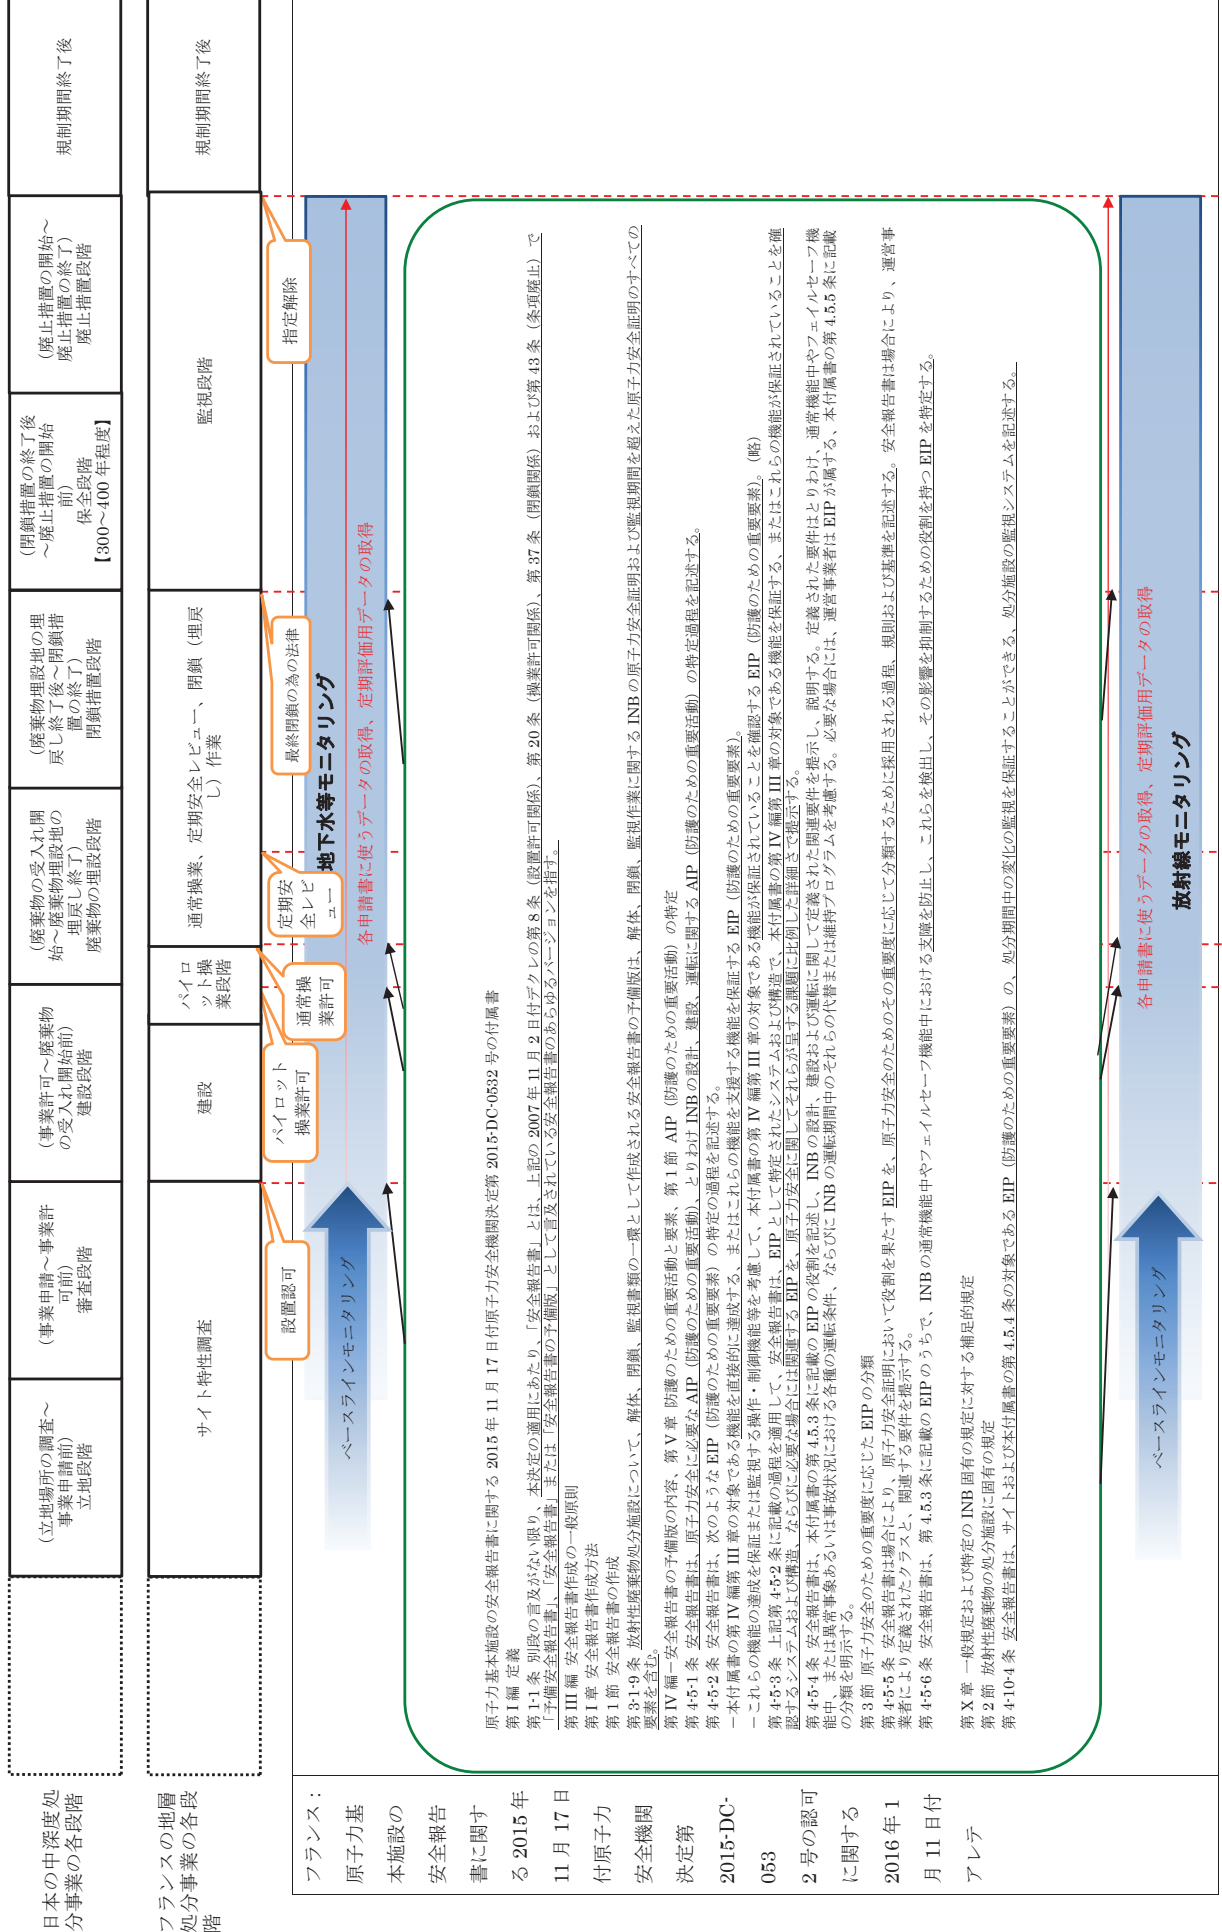 日本の中深度処
分事業の各段階
(立地場所の調査～
事業申請前)
立地段階
(事業申請～事業許
可前)
審査段階
(事業許可～廃棄物
の受入れ開始前)
建設段階
(廃棄物の受入れ開
始～廃棄物埋設地の
埋戻し終了)
廃棄物の埋設段階
(廃棄物埋設地の埋
戻し終了後～閉鎖措
置の終了)
閉鎖措置段階
(閉鎖措置の終了後
～廃止措置の開始
前)
保全段階
【300～400 年程度】
(廃止措置の開始～
廃止措置の終了)
廃止措置段階
規制期間終了後
フランスの地層
処分事業の各段
階
サイト特性調査
建設
パイロ
ット操
業段階
通常操業、定期安全レビュー、閉鎖（埋戻
し）作業
監視段階
規制期間終了後
設置認可
パイロット
操業許可
通常操
業許可
定期安
全レビ
ュー
最終閉鎖の為の法律
指定解除
フランス：
原子力基
本施設の
安全報告
書に関す
る 2015 年
11 月 17 日
付原子力
安全機関
決定第
2015-DC-
053
2 号の認可
に関する
2016 年 1
月 11 日付
アレテ
ベースラインモニタリング
地下水等モニタリング
各申請書に使うデータの取得、定期評価用データの取得
原子力基本施設の安全報告書に関する 2015 年 11 月 17 日付原子力安全機関決定第 2015-DC-0532 号の付属書
第 I 編 定義
第 1-1 条 別段の言及がない限り、本決定の適用にあたり「安全報告書」とは、上記の 2007 年 11 月 2 日付デクレの第 8 条（設置許可関係）、第 20 条（操業許可関係）、第 37 条（閉鎖関係）および第 43 条（条項廃止）で
「予備安全報告書」、「安全報告書」または「安全報告書の予備版」として言及されている安全報告書のあらゆるバージョンを指す。
第 III 編 安全報告書作成の一般原則
第 I 章 安全報告書作成方法
第 1 節 安全報告書の作成
第 3-1-9 条 放射性廃棄物処分施設について、解体、閉鎖、監視書類の一環として作成される安全報告書の予備版は、解体、閉鎖、監視作業に関する INB の原子力安全証明および監視期間を超えた原子力安全証明のすべての
要素を含む。
第 IV 編－安全報告書の予備版の内容、第 V 章 防護のための重要活動と要素、第 1 節 AIP（防護のための重要活動）の特定
第 4-5-1 条 安全報告書は、原子力安全に必要な AIP（防護のための重要活動）、とりわけ INB の設計、建設、運転に関する AIP（防護のための重要活動）の特定過程を記述する。
第 4-5-2 条 安全報告書は、次のような EIP（防護のための重要要素）の特定の過程を記述する。
－本付属書の第 IV 編第 III 章の対象である機能を直接的に達成する、またはこれらの機能を支援する機能を保証する EIP（防護のための重要要素）。
－これらの機能の達成を保証または監視する操作・制御機能等を考慮して、本付属書の第 IV 編第 III 章の対象である機能が保証されていることを確認する EIP（防護のための重要要素）。（略）
第 4-5-3 条 上記第 4-5-2 条に記載の過程を適用して、安全報告書は、EIP として特定されたシステムおよび構造で、本付属書の第 IV 編第 III 章の対象である機能を保証する、またはこれらの機能が保証されていることを確
認するシステムおよび構造、ならびに必要な場合には関連する EIP を、原子力安全に関してそれらが呈する課題に比例した詳細さで提示する。
第 4-5-4 条 安全報告書は、本付属書の第 4.5.3 条に記載の EIP の役割を記述し、INB の設計、建設および運転に関して定義された関連要件を提示し、説明する。定義された要件はとりわけ、通常機能中やフェイルセーフ機
能中、または異常事象あるいは事故状況における各種の運転条件、ならびに INB の運転期間中のそれらの代替または維持プログラムを考慮する。必要な場合には、運営事業者は EIP が属する、本付属書の第 4.5.5 条に記載
の分類を明示する。
第 3 節 原子力安全のための重要度に応じた EIP の分類
第 4-5-5 条 安全報告書は場合により、原子力安全証明において役割を果たす EIP を、原子力安全のためのその重要度に応じて分類するために採用される過程、規則および基準を記述する。安全報告書は場合により、運営事
業者により定義されたクラスと、関連する要件を提示する。
第 4-5-6 条 安全報告書は、第 4.5.3 条に記載の EIP のうちで、INB の通常機能中やフェイルセーフ機能中における支障を防止し、これらを検出し、その影響を抑制するための役割を持つ EIP を特定する。
第 X 章 一般規定および特定の INB 固有の規定に対する補足的規定
第 2 節 放射性廃棄物の処分施設に固有の規定
第 4-10-4 条 安全報告書は、サイトおよび本付属書の第 4.5.4 条の対象である EIP（防護のための重要要素）の、処分期間中の変化の監視を保証することができる、処分施設の監視システムを記述する。
各申請書に使うデータの取得、定期評価用データの取得
ベースラインモニタリング
放射線モニタリング